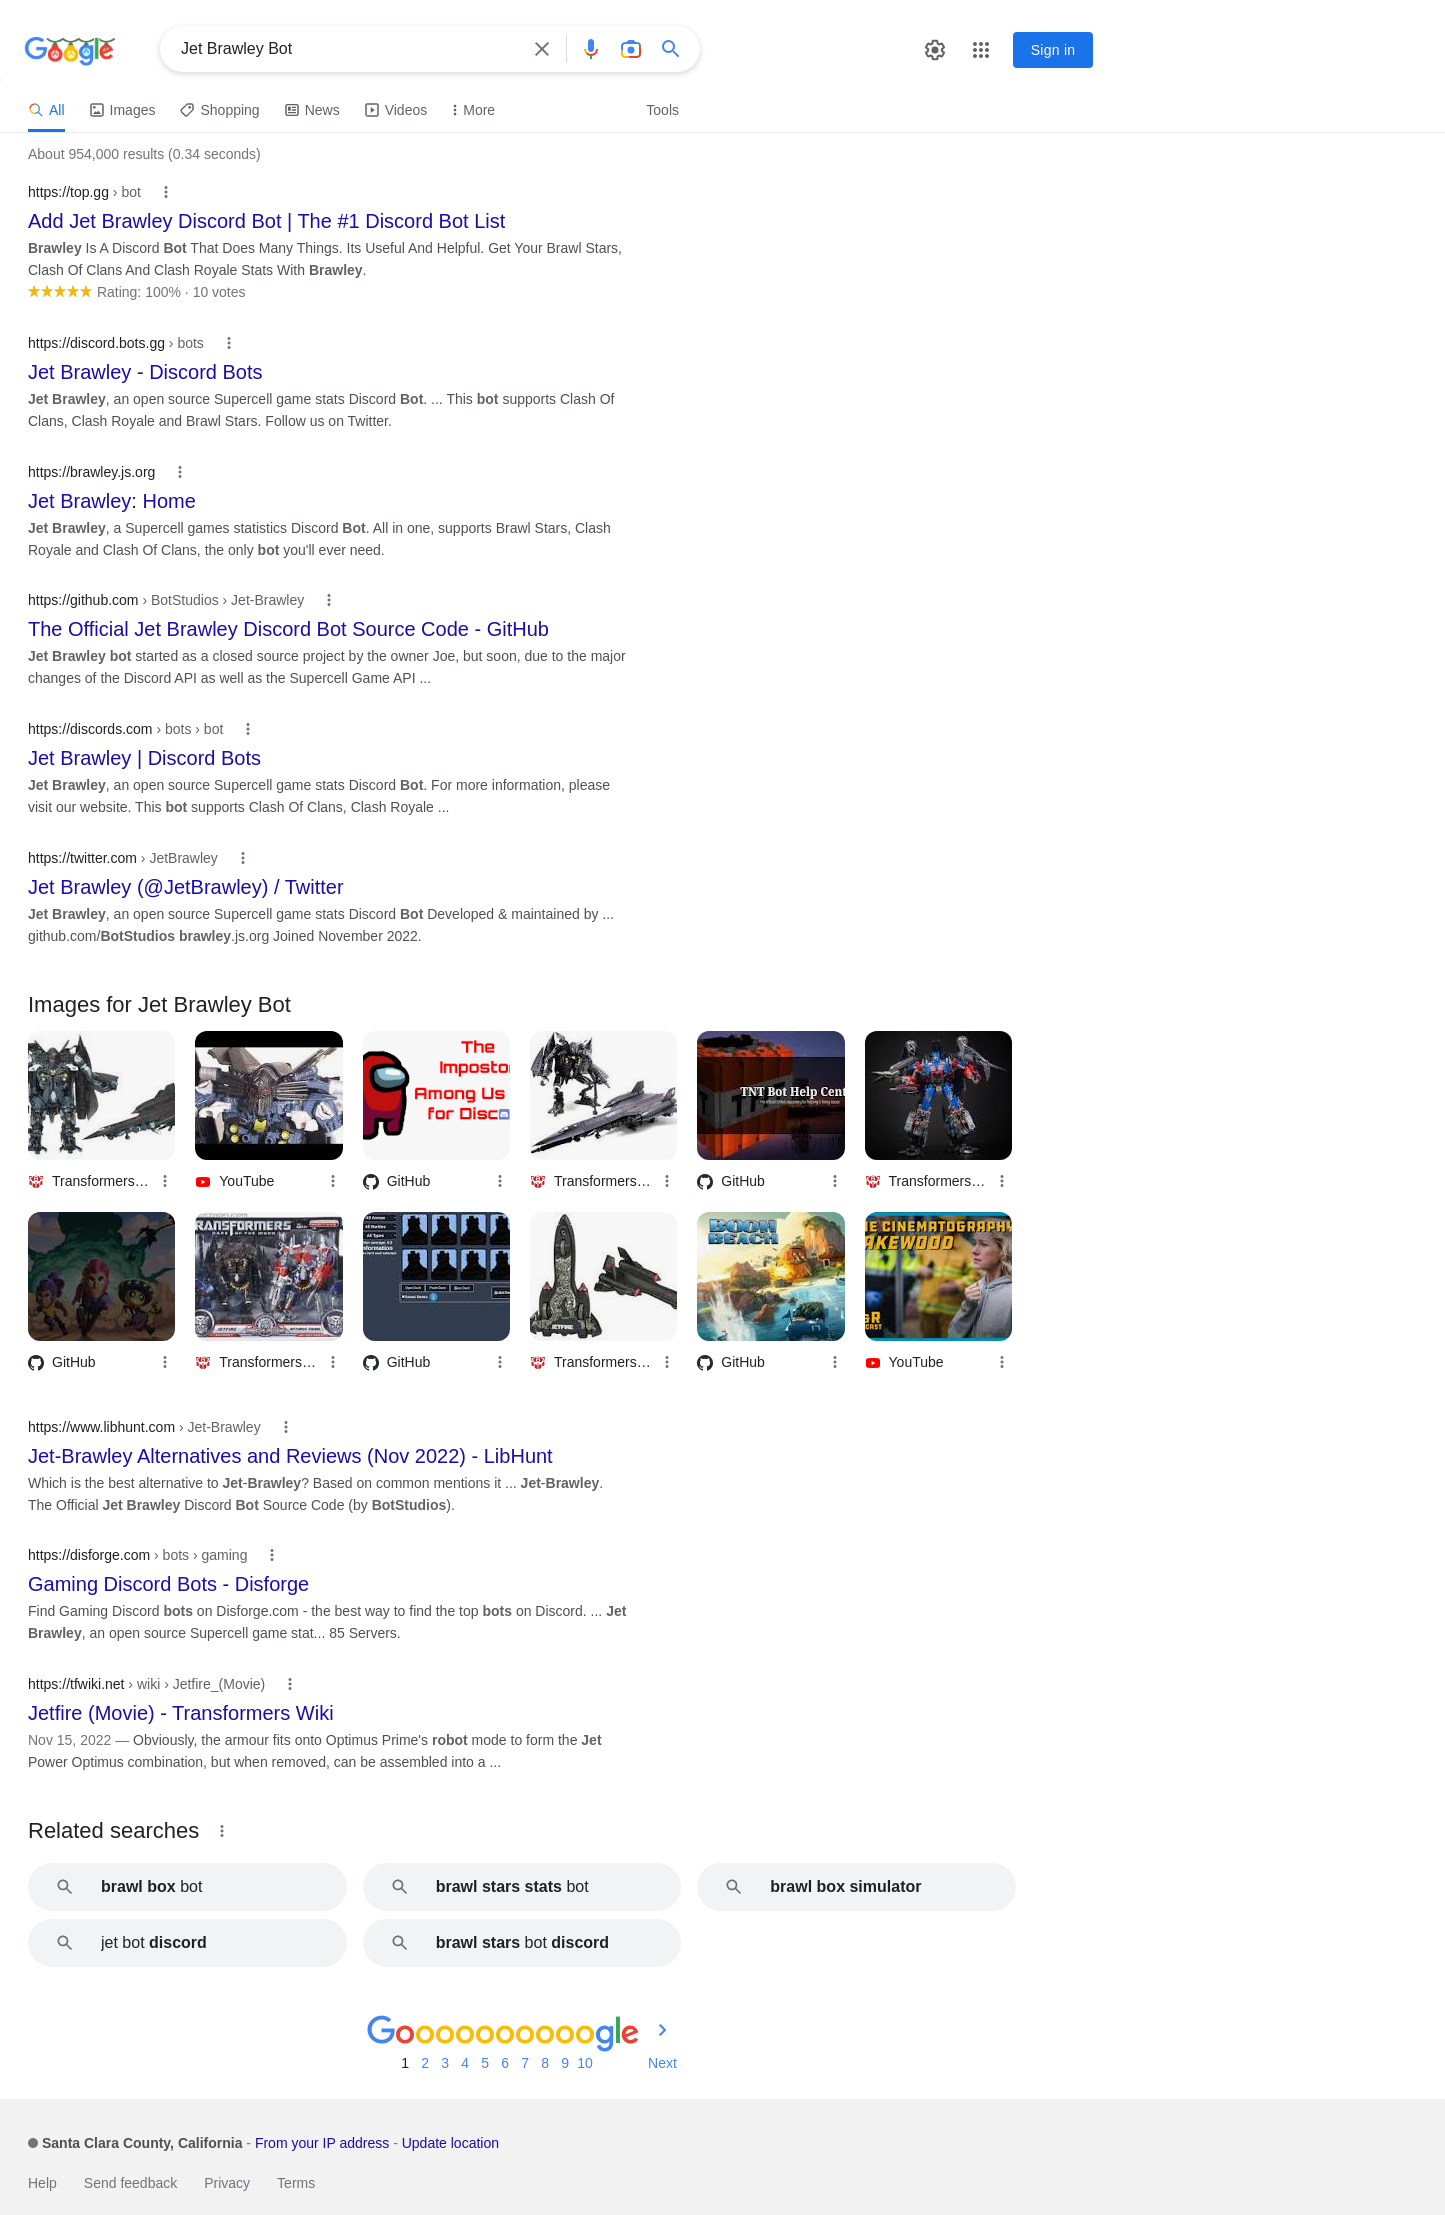 Google
Jet Brawley Bot
Sign in
All
Images
Shopping
News
Videos
More
Tools
About 954,000 results (0.34 seconds)
https://top.gg › bot
Add Jet Brawley Discord Bot | The #1 Discord Bot List
Brawley Is A Discord Bot That Does Many Things. Its Useful And Helpful. Get Your Brawl Stars,
Clash Of Clans And Clash Royale Stats With Brawley.
Rating: 100% · 10 votes
https://discord.bots.gg › bots
Jet Brawley - Discord Bots
Jet Brawley, an open source Supercell game stats Discord Bot. ... This bot supports Clash Of
Clans, Clash Royale and Brawl Stars. Follow us on Twitter.
https://brawley.js.org
Jet Brawley: Home
Jet Brawley, a Supercell games statistics Discord Bot. All in one, supports Brawl Stars, Clash
Royale and Clash Of Clans, the only bot you'll ever need.
https://github.com › BotStudios › Jet-Brawley
The Official Jet Brawley Discord Bot Source Code - GitHub
Jet Brawley bot started as a closed source project by the owner Joe, but soon, due to the major
changes of the Discord API as well as the Supercell Game API ...
https://discords.com › bots › bot
Jet Brawley | Discord Bots
Jet Brawley, an open source Supercell game stats Discord Bot. For more information, please
visit our website. This bot supports Clash Of Clans, Clash Royale ...
https://twitter.com › JetBrawley
Jet Brawley (@JetBrawley) / Twitter
Jet Brawley, an open source Supercell game stats Discord Bot Developed & maintained by ...
github.com/BotStudios brawley.js.org Joined November 2022.
Images for Jet Brawley Bot
The
Imposto
Among Us
for Disc
TNT Bot Help Cent
Transformers…
YouTube
GitHub
Transformers…
GitHub
Transformers…
TRANSFORMERS
BOOM
BEACH
E CINEMATOGRAPHY
AKEWOOD
JETFIRE
GitHub
Transformers…
GitHub
Transformers…
GitHub
YouTube
https://www.libhunt.com › Jet-Brawley
Jet-Brawley Alternatives and Reviews (Nov 2022) - LibHunt
Which is the best alternative to Jet-Brawley? Based on common mentions it ... Jet-Brawley.
The Official Jet Brawley Discord Bot Source Code (by BotStudios).
https://disforge.com › bots › gaming
Gaming Discord Bots - Disforge
Find Gaming Discord bots on Disforge.com - the best way to find the top bots on Discord. ... Jet
Brawley, an open source Supercell game stat... 85 Servers.
https://tfwiki.net › wiki › Jetfire_(Movie)
Jetfire (Movie) - Transformers Wiki
Nov 15, 2022 — Obviously, the armour fits onto Optimus Prime's robot mode to form the Jet
Power Optimus combination, but when removed, can be assembled into a ...
Related searches
brawl box bot
brawl stars stats bot
brawl box simulator
jet bot discord
brawl stars bot discord
Goooooooooogle
1 2 3 4 5 6 7 8 9 10 Next
Santa Clara County, California - From your IP address - Update location
Help
Send feedback
Privacy
Terms